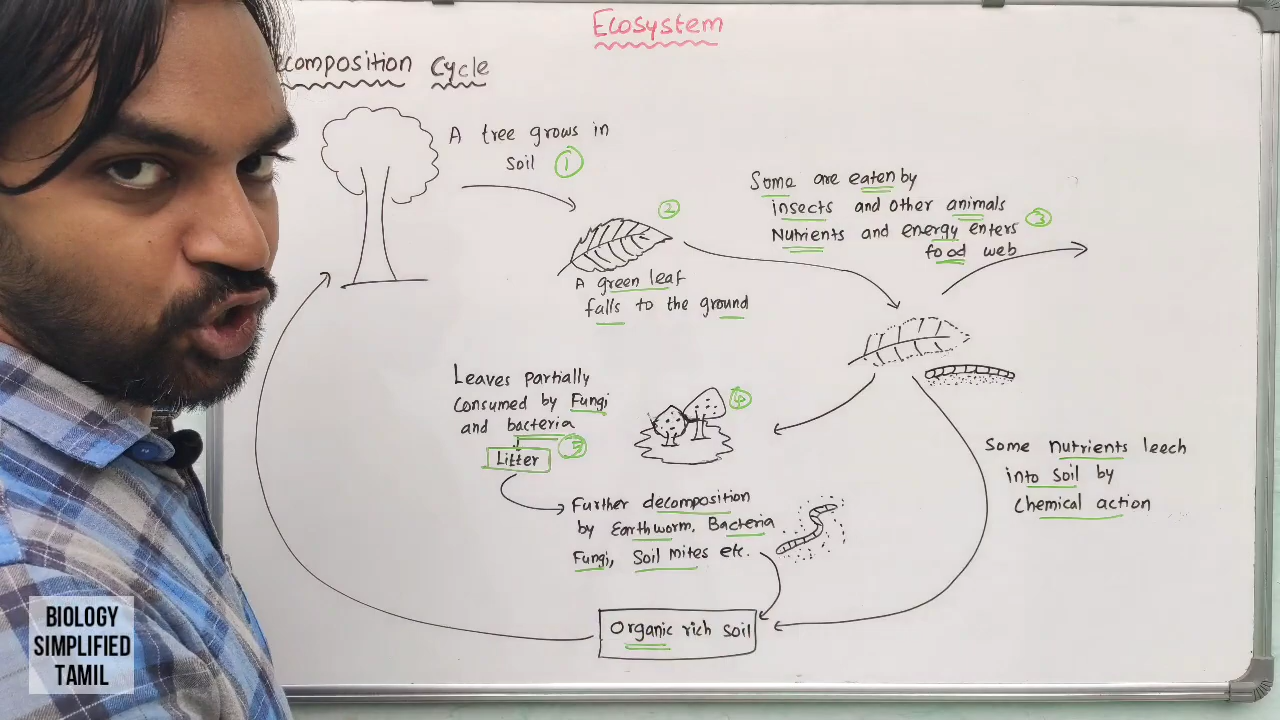 Ecosystem
ecomposition Cycle
A tree grows in
Soil 1
2
A green leaf
falls to the ground
Some are eaten by
insects and other animals
Nutrients and energy enters 3
food web
Leaves partially
consumed by Fungi
and bacteria
Litter 5
4
Further decomposition
by Earthworm, Bacteria
Fungi, Soil mites etc.
Some nutrients leech
into soil by
Chemical action
Organic rich soil
BIOLOGY
SIMPLIFIED
TAMIL